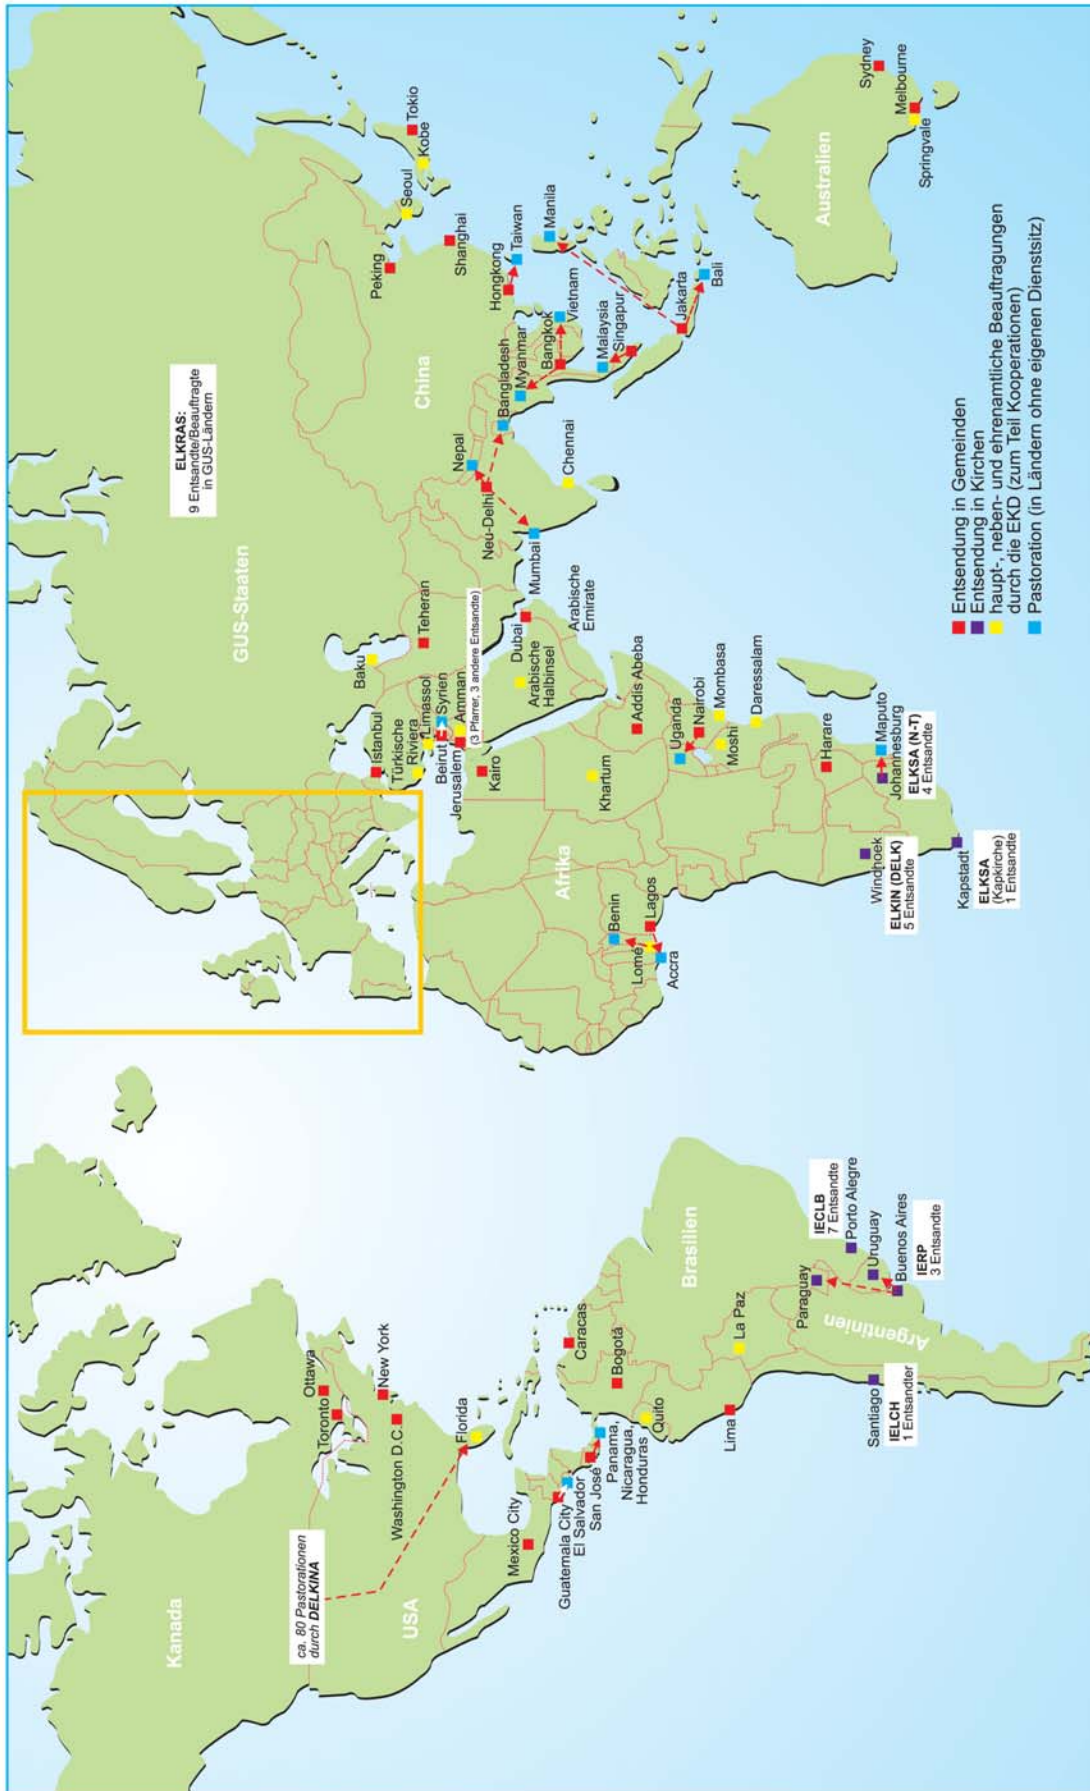 Kanada
ca. 80 Pastorationen
durch DELKINA
USA
Ottawa
Toronto
New York
Washington D.C.
Florida
Mexico City
Guatemala City
El Salvador
San José
Panama,
Nicaragua,
Honduras
Caracas
Bogotá
Quito
Brasilien
Lima
La Paz
Paraguay
IECLB
7 Entsandte
Porto Alegre
Uruguay
Buenos Aires
IERP
3 Entsandte
Argentinien
Santiago
IELCH
1 Entsandter
GUS-Staaten
ELKRAS:
9 Entsandte/Beauftragte
in GUS-Ländern
Baku
Istanbul
Türkische
Riviera
Limassol
Teheran
Beirut
Syrien
Jerusalem
Amman
(3 Pfarrer, 3 andere Entsandte)
Kairo
Dubai
Arabische
Halbinsel
Arabische
Emirate
Afrika
Khartum
Addis Abeba
Uganda
Nairobi
Mombasa
Moshi
Daressalam
Benin
Lomé
Lagos
Accra
Harare
Maputo
Johannesburg
ELKSA (N-T)
4 Entsandte
Windhoek
ELKIN (DELK)
5 Entsandte
Kapstadt
ELKSA
(Kapkirche)
1 Entsandte
China
Peking
Seoul
Tokio
Kobe
Shanghai
Nepal
Neu-Delhi
Mumbai
Bangladesh
Myanmar
Chennai
Hongkong
Taiwan
Bangkok
Vietnam
Manila
Malaysia
Singapur
Jakarta
Bali
Australien
Sydney
Melbourne
Springvale
Entsendung in Gemeinden
Entsendung in Kirchen
haupt-, neben- und ehrenamtliche Beauftragungen
durch die EKD (zum Teil Kooperationen)
Pastoration (in Ländern ohne eigenen Dienstsitz)